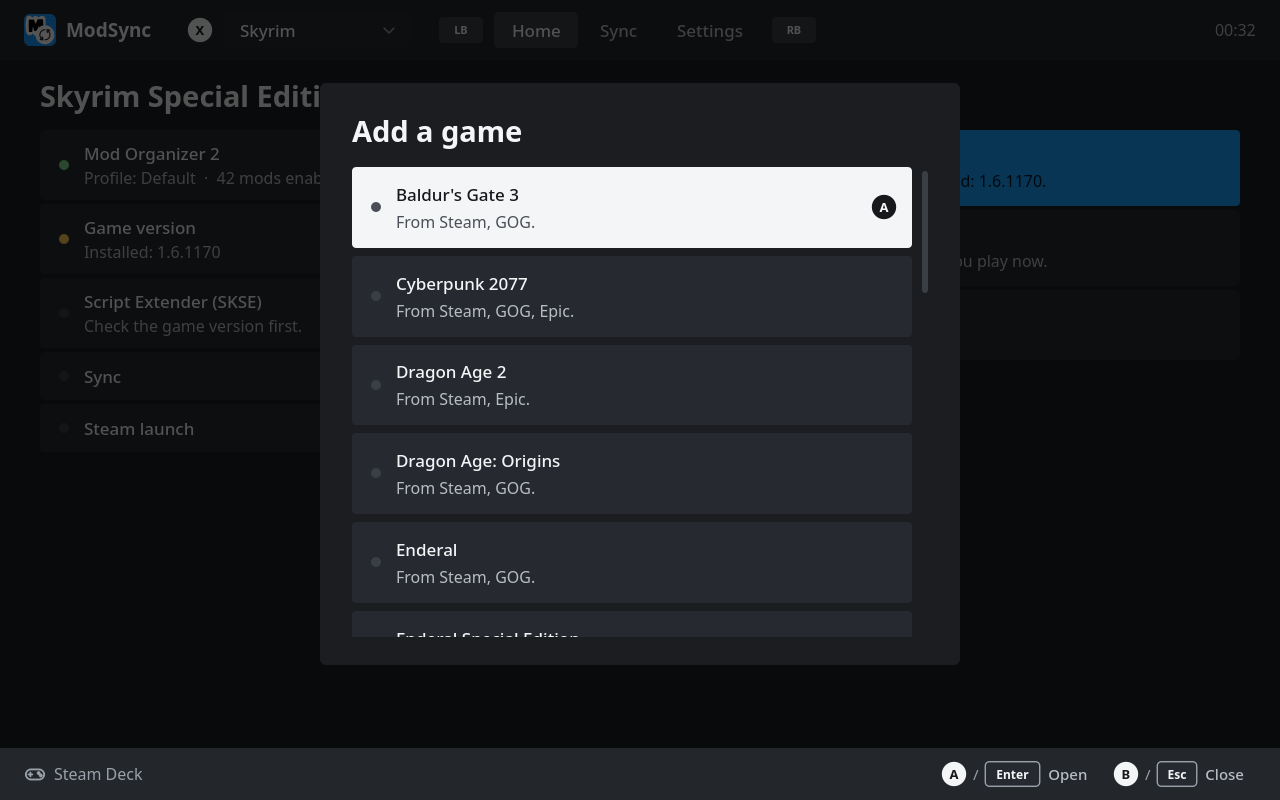 ModSync
X
Skyrim
LB
Home
Sync
Settings
RB
00:32
Skyrim Special Editi
Mod Organizer 2
Profile: Default · 42 mods enab
Game version
Installed: 1.6.1170
Script Extender (SKSE)
Check the game version first.
Sync
Steam launch
d: 1.6.1170.
ou play now.
Add a game
Baldur's Gate 3
From Steam, GOG.
A
Cyberpunk 2077
From Steam, GOG, Epic.
Dragon Age 2
From Steam, Epic.
Dragon Age: Origins
From Steam, GOG.
Enderal
From Steam, GOG.
Enderal Special Edition
Steam Deck
A / Enter Open
B / Esc Close